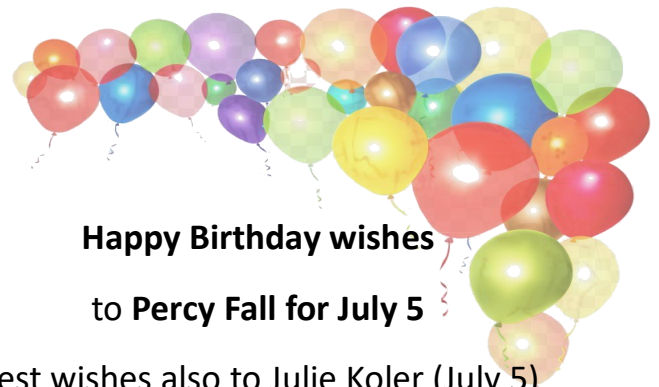 Happy Birthday wishes
to Percy Fall for July 5
est wishes also to Julie Koler (July 5)